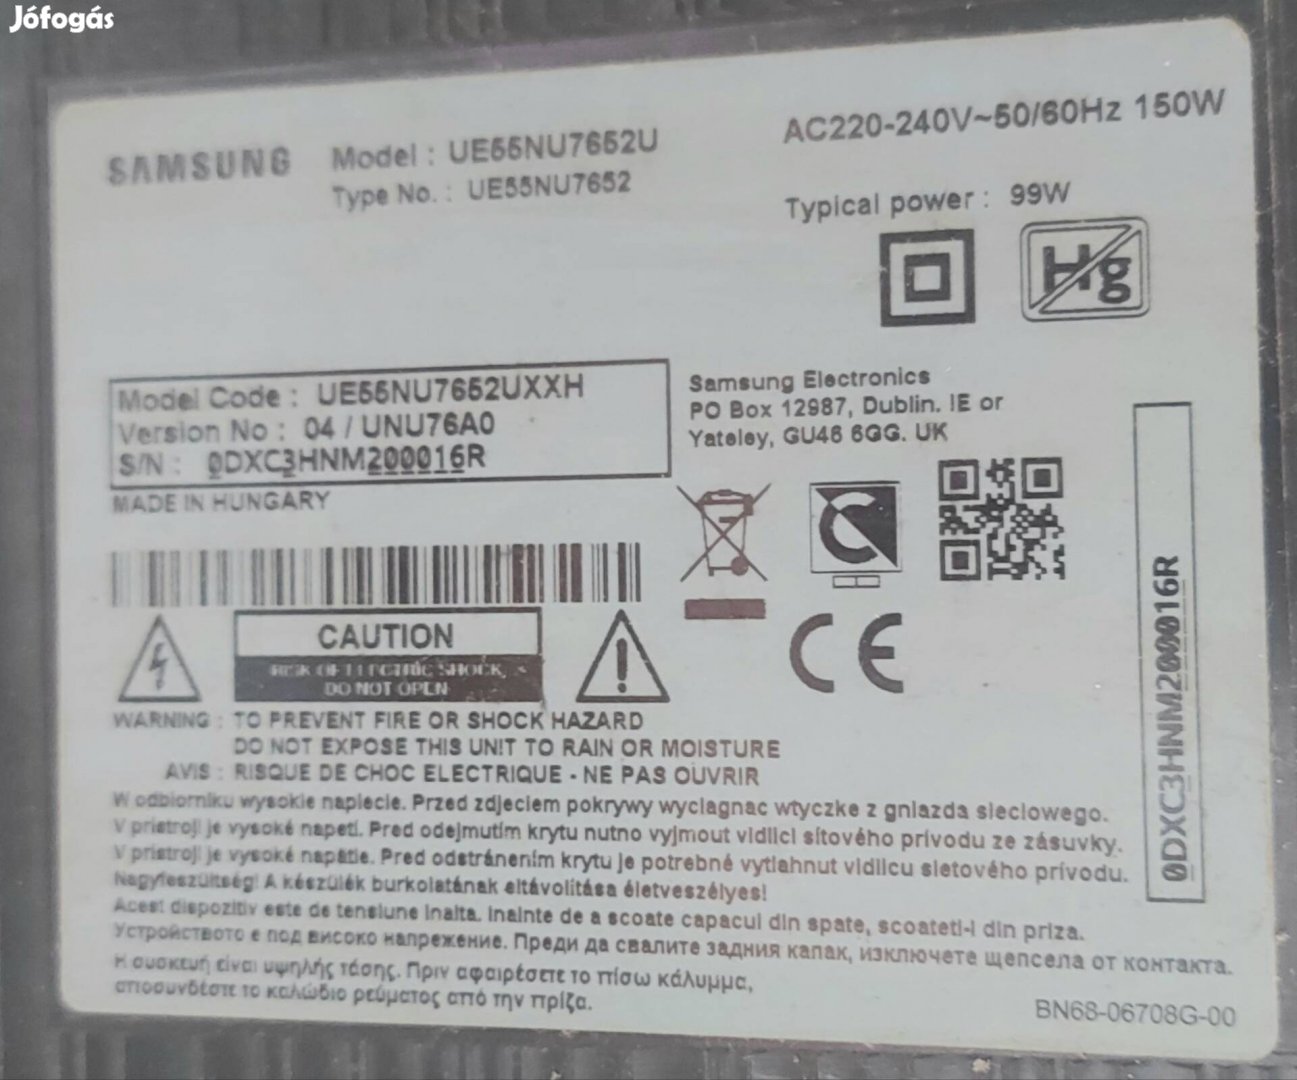 Jófogás
SAMSUNG
Model : UE55NU7652U
Type No. : UE55NU7652
AC220-240V~50/60Hz 150W
Typical power : 99W
Hg
Model Code : UE55NU7652UXXH
Version No : 04 / UNU76A0
S/N : 0DXC3HNM200016R
MADE IN HUNGARY
Samsung Electronics
PO Box 12987, Dublin. IE or
Yateley, GU46 6GG. UK
C
CE
0DXC3HNM200016R
CAUTION
RISK OF ELECTRIC SHOCK,
DO NOT OPEN
WARNING : TO PREVENT FIRE OR SHOCK HAZARD
DO NOT EXPOSE THIS UNIT TO RAIN OR MOISTURE
AVIS : RISQUE DE CHOC ELECTRIQUE - NE PAS OUVRIR
W odbiorniku wysokie napiecie. Przed zdjeciem pokrywy wyciagnac wtyczke z gniazda sieciowego.
V pristroji je vysoké napetí. Pred odejmutím krytu nutno vyjmout vidlici sítového prívodu ze zásuvky.
V pristroji je vysoké napätie. Pred odstránením krytu je potrebné vytiahnut vidlicu sietového prívodu.
Nagyfeszültség! A készülék burkolatának eltávolítása életveszélyes!
Acest dispozitiv este de tensiune inalta. Inainte de a scoate capacul din spate, scoateti-l din priza.
Устройството е под високо напрежение. Преди да свалите задния капак, изключете щепсела от контакта.
Η συσκευή είναι υψηλής τάσης. Πριν αφαιρέσετε το πίσω κάλυμμα,
αποσυνδέστε το καλώδιο ρεύματος από την πρίζα.
BN68-06708G-00